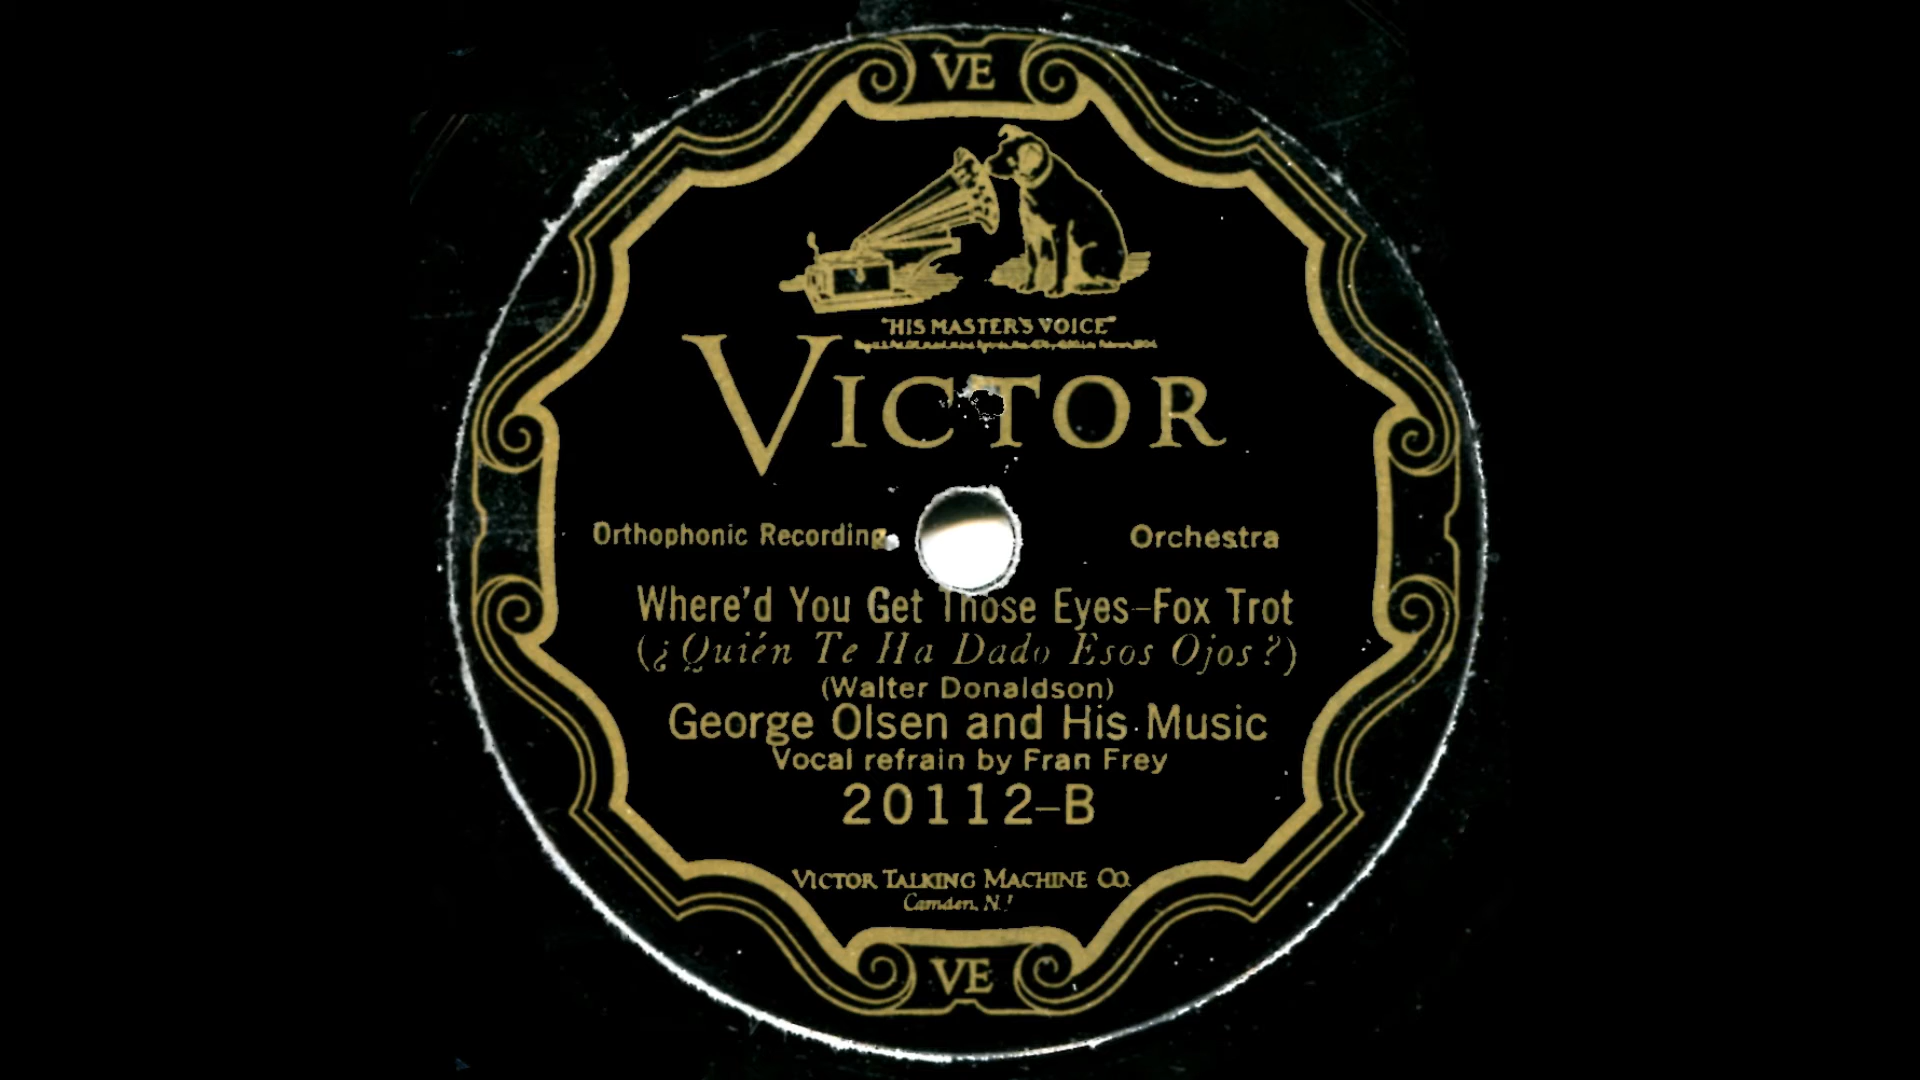 VE
"HIS MASTER'S VOICE"
VICTOR
Orthophonic Recording
Orchestra
Where'd You Get Those Eyes–Fox Trot
(¿Quién Te Ha Dado Esos Ojos?)
(Walter Donaldson)
George Olsen and His Music
Vocal refrain by Fran Frey
20112–B
VICTOR TALKING MACHINE CO.
Camden, N.J.
VE